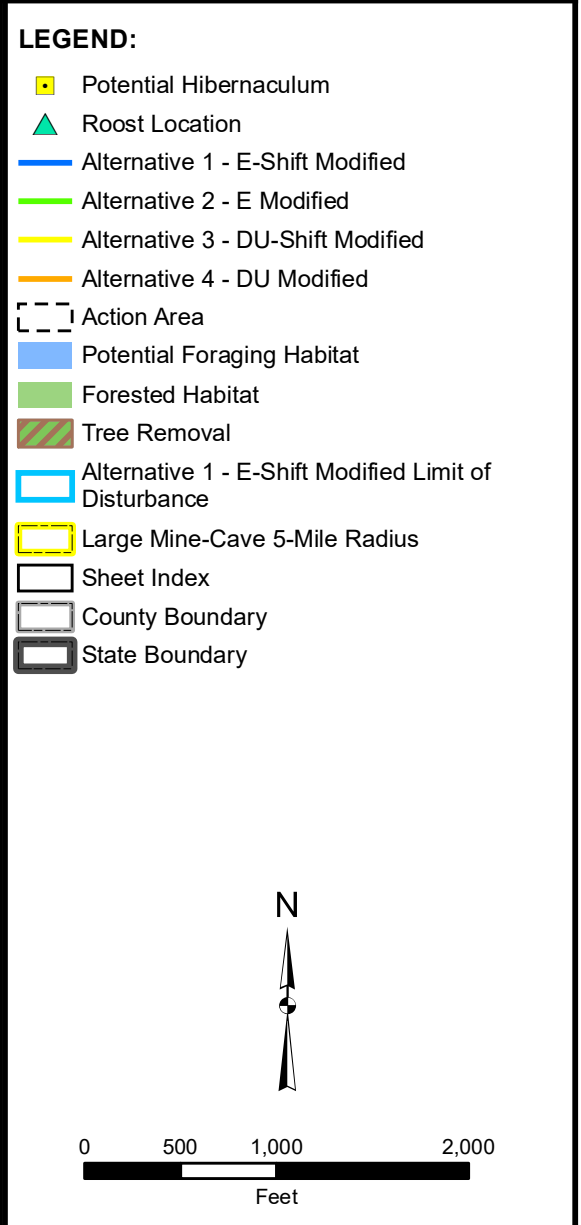 LEGEND:
Potential Hibernaculum
Roost Location
Alternative 1 - E-Shift Modified
Alternative 2 - E Modified
Alternative 3 - DU-Shift Modified
Alternative 4 - DU Modified
Action Area
Potential Foraging Habitat
Forested Habitat
Tree Removal
Alternative 1 - E-Shift Modified Limit of
Disturbance
Large Mine-Cave 5-Mile Radius
Sheet Index
County Boundary
State Boundary
N
0 500 1,000 2,000
Feet